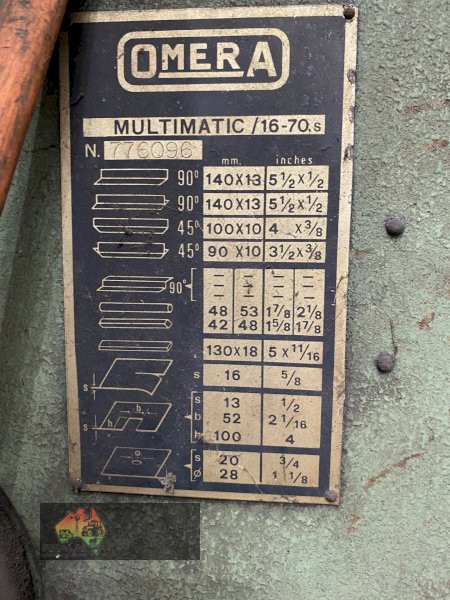 OMERA
MULTIMATIC/16-70.s
N. 776096
mm. inches
90° 140X13 5 1/2 X 1/2
90° 140X13 5 1/2 X 1/2
45° 100X10 4 X 3/8
45° 90 X 10 3 1/2 X 3/8
90° — — — —
— — — —
— — — —
48 53 1 7/8 2 1/8
42 48 1 5/8 1 7/8
130X18 5 X 11/16
s 16 5/8
s 13 1/2
s b h b 52 2 1/16
h 100 4
s 20 3/4
ø 28 1 1/8